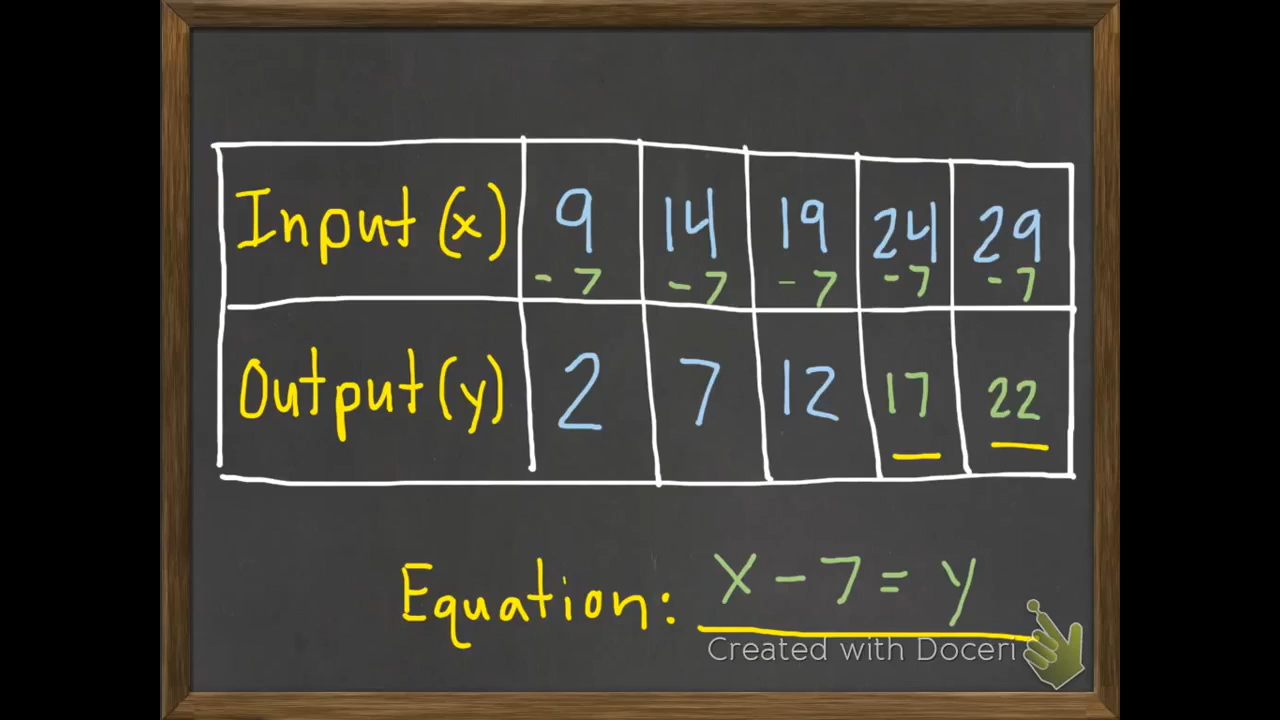 Input (x) 9 14 19 24 29
-7 -7 -7 -7 -7
Output (y) 2 7 12 17 22
Equation: x-7=y
Created with Doceri